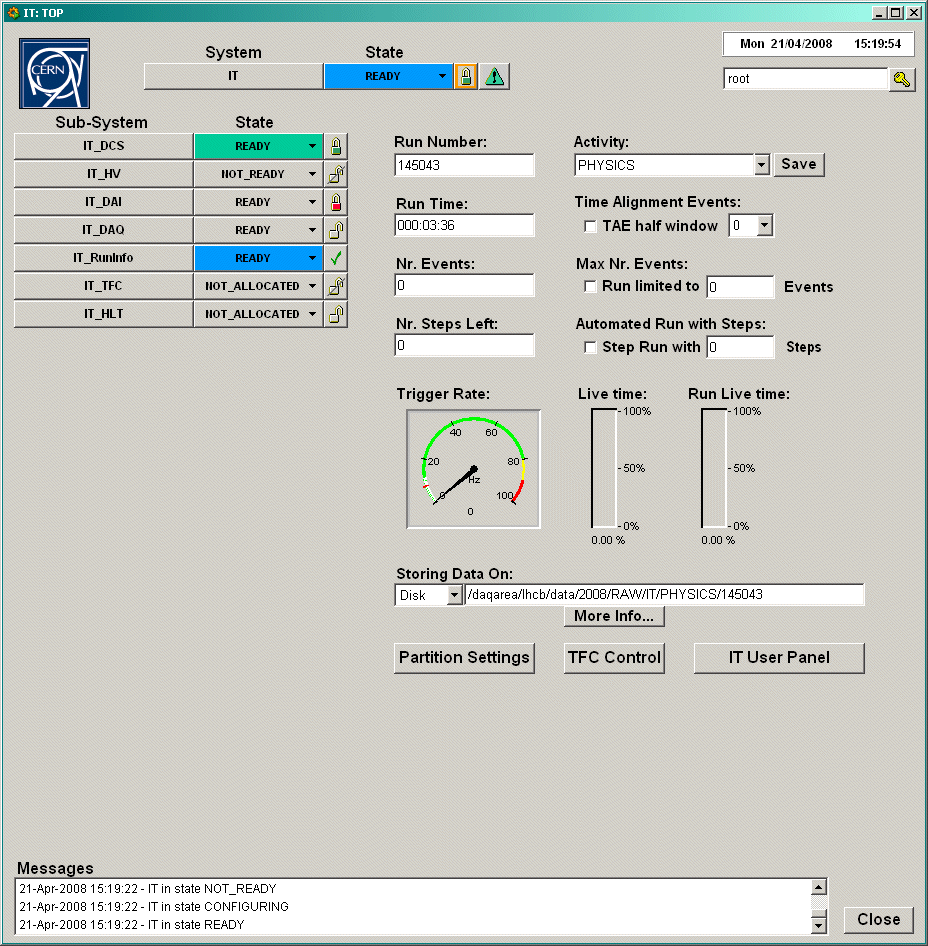 IT: TOP
CERN
System State
IT READY
Mon 21/04/2008 15:19:54
root
Sub-System State
IT_DCS READY
IT_HV NOT_READY
IT_DAI READY
IT_DAQ READY
IT_RunInfo READY
IT_TFC NOT_ALLOCATED
IT_HLT NOT_ALLOCATED
Run Number: Activity:
145043 PHYSICS Save
Run Time: Time Alignment Events:
000:03:36 TAE half window 0
Nr. Events: Max Nr. Events:
0 Run limited to 0 Events
Nr. Steps Left: Automated Run with Steps:
0 Step Run with 0 Steps
Trigger Rate: Live time: Run Live time:
0 20 40 60 80 100
Hz
0
100% 100%
50% 50%
0% 0%
0.00 % 0.00 %
Storing Data On:
Disk /daqarea/lhcb/data/2008/RAW/IT/PHYSICS/145043
More Info...
Partition Settings TFC Control IT User Panel
Messages
21-Apr-2008 15:19:22 - IT in state NOT_READY
21-Apr-2008 15:19:22 - IT in state CONFIGURING
21-Apr-2008 15:19:22 - IT in state READY
Close